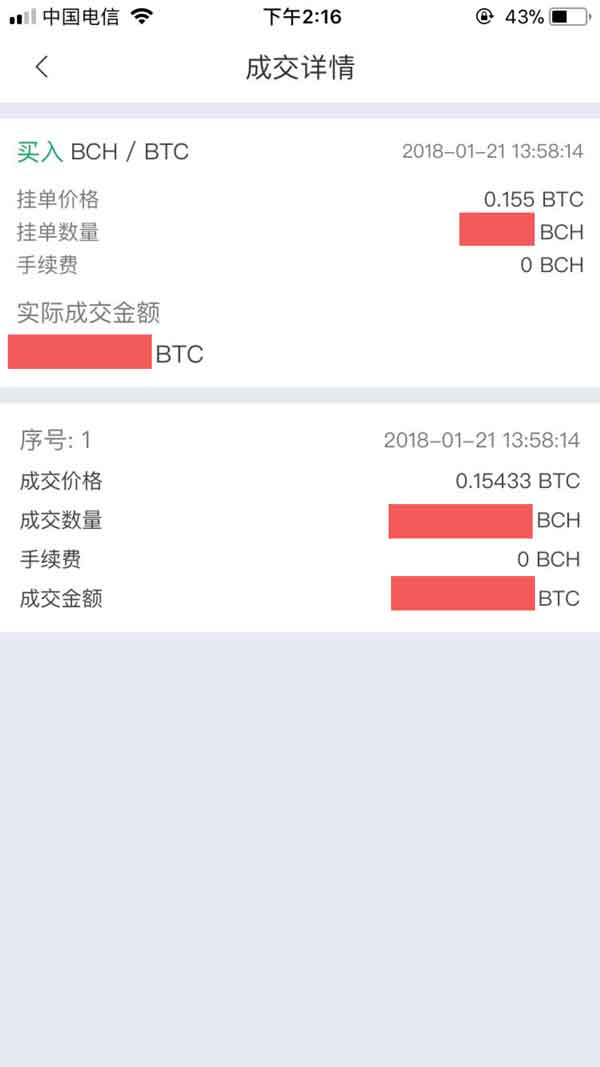 中国电信 下午2:16 43%
成交详情
买入 BCH / BTC 2018-01-21 13:58:14
挂单价格 0.155 BTC
挂单数量 BCH
手续费 0 BCH
实际成交金额
BTC
序号: 1 2018-01-21 13:58:14
成交价格 0.15433 BTC
成交数量 BCH
手续费 0 BCH
成交金额 BTC